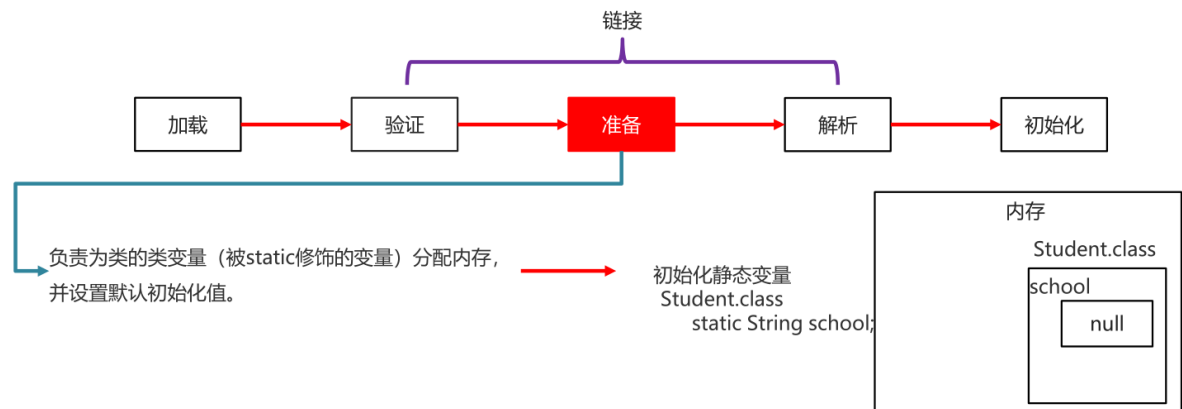 链接
加载
验证
准备
解析
初始化
负责为类的类变量（被static修饰的变量）分配内存，
并设置默认初始化值。
初始化静态变量
Student.class
static String school;
内存
Student.class
school
null